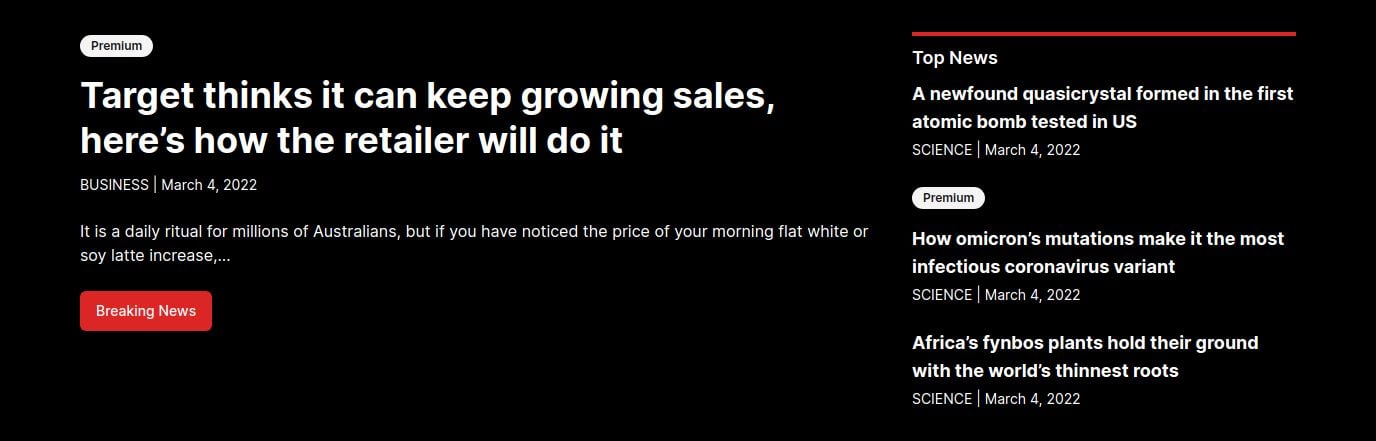 Premium
Target thinks it can keep growing sales,
here’s how the retailer will do it
BUSINESS | March 4, 2022
It is a daily ritual for millions of Australians, but if you have noticed the price of your morning flat white or
soy latte increase,...
Breaking News
Top News
A newfound quasicrystal formed in the first
atomic bomb tested in US
SCIENCE | March 4, 2022
Premium
How omicron’s mutations make it the most
infectious coronavirus variant
SCIENCE | March 4, 2022
Africa’s fynbos plants hold their ground
with the world’s thinnest roots
SCIENCE | March 4, 2022